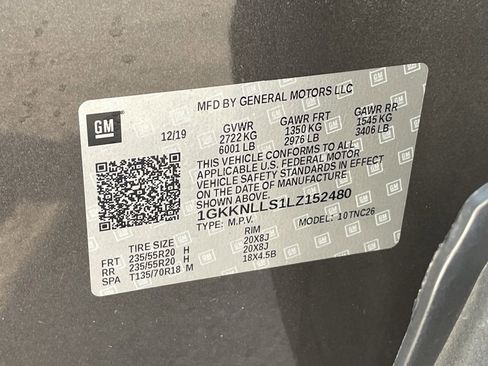 MFD BY GENERAL MOTORS LLC
GM
12/19 GVWR GAWR FRT GAWR RR
2722 KG 1350 KG 1545 KG
6001 LB 2976 LB 3406 LB
THIS VEHICLE CONFORMS TO ALL
APPLICABLE U.S. FEDERAL MOTOR
VEHICLE SAFETY STANDARDS IN EFFECT
ON THE DATE OF MANUFACTURE SHOWN ABOVE.
1GKKNLLS1LZ152480
TYPE: M.P.V. MODEL: 10TNC26
TIRE SIZE RIM
FRT 235/55R20 H 20X8J
RR 235/55R20 H 20X8J
SPA T135/70R18 M 18X4.5B